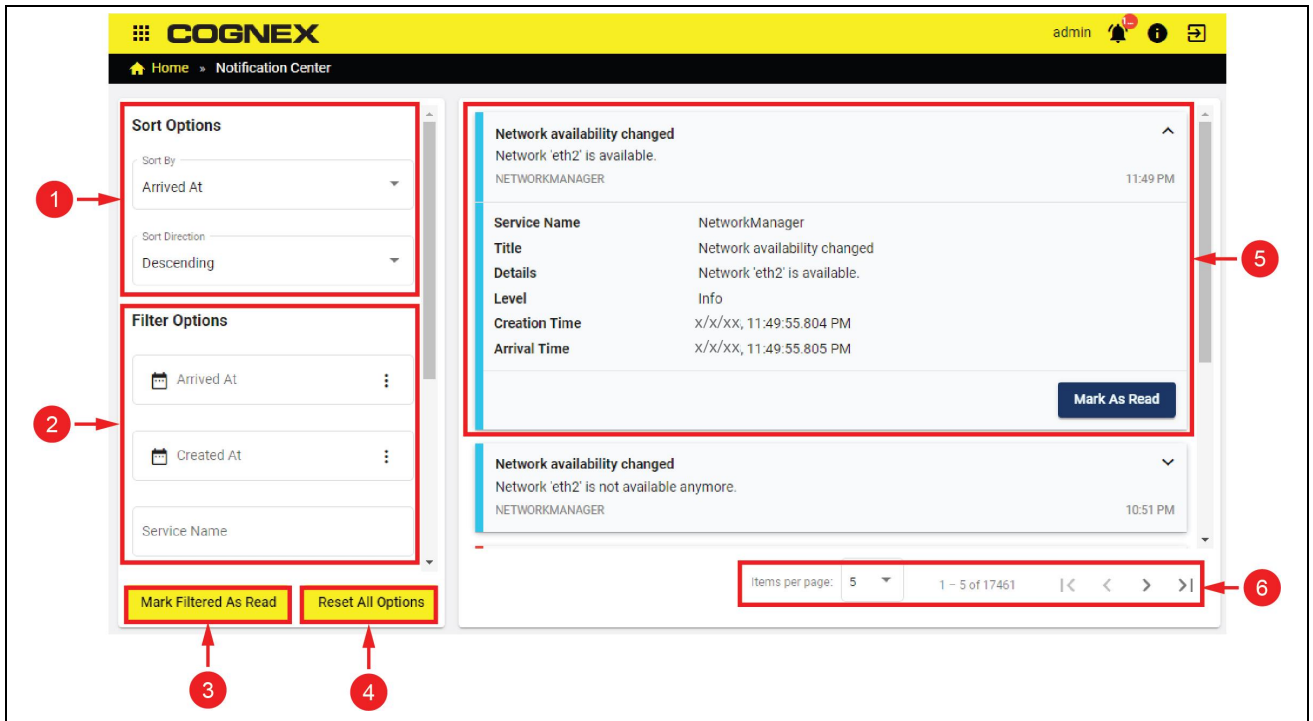 COGNEX
admin
Home » Notification Center
Sort Options
Sort By
Arrived At
Sort Direction
Descending
Filter Options
Arrived At
Created At
Service Name
Mark Filtered As Read
Reset All Options
Network availability changed
Network 'eth2' is available.
NETWORKMANAGER
11:49 PM
Service Name NetworkManager
Title Network availability changed
Details Network 'eth2' is available.
Level Info
Creation Time x/x/xx, 11:49:55.804 PM
Arrival Time x/x/xx, 11:49:55.805 PM
Mark As Read
Network availability changed
Network 'eth2' is not available anymore.
NETWORKMANAGER
10:51 PM
Items per page: 5
1 – 5 of 17461
1
2
3
4
5
6